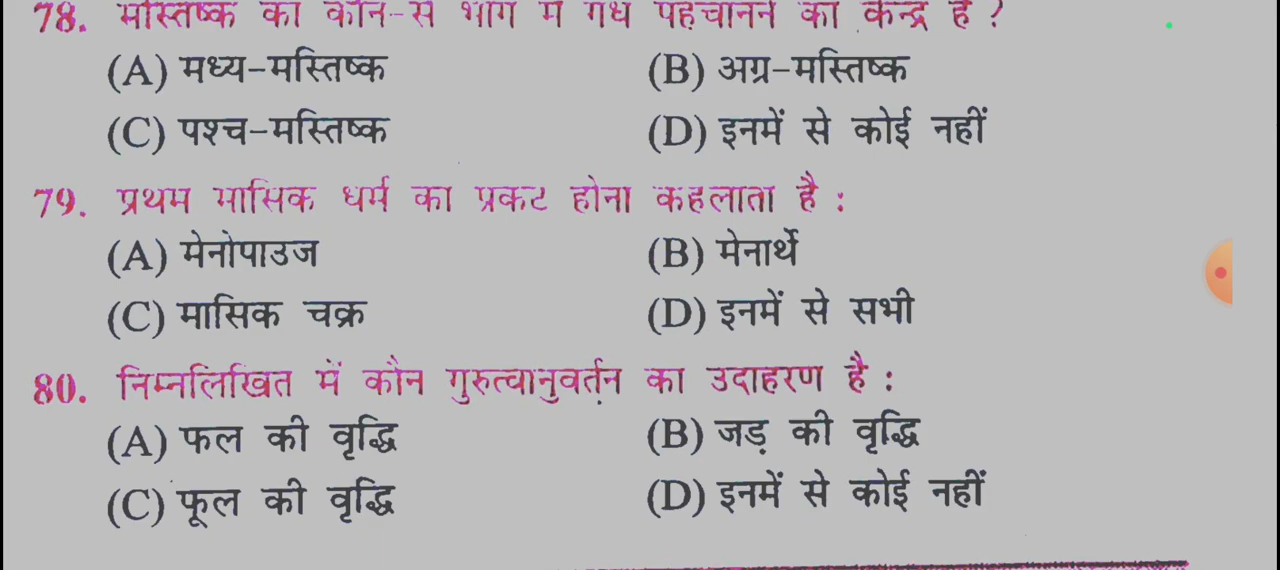 78. मस्तिष्क का कौन-से भाग में गंध पहचानने का केन्द्र है ?
(A) मध्य-मस्तिष्क (B) अग्र-मस्तिष्क
(C) पश्च-मस्तिष्क (D) इनमें से कोई नहीं
79. प्रथम मासिक धर्म का प्रकट होना कहलाता है :
(A) मेनोपाउज (B) मेनार्थे
(C) मासिक चक्र (D) इनमें से सभी
80. निम्नलिखित में कौन गुरुत्वानुवर्तन का उदाहरण है :
(A) फल की वृद्धि (B) जड़ की वृद्धि
(C) फूल की वृद्धि (D) इनमें से कोई नहीं